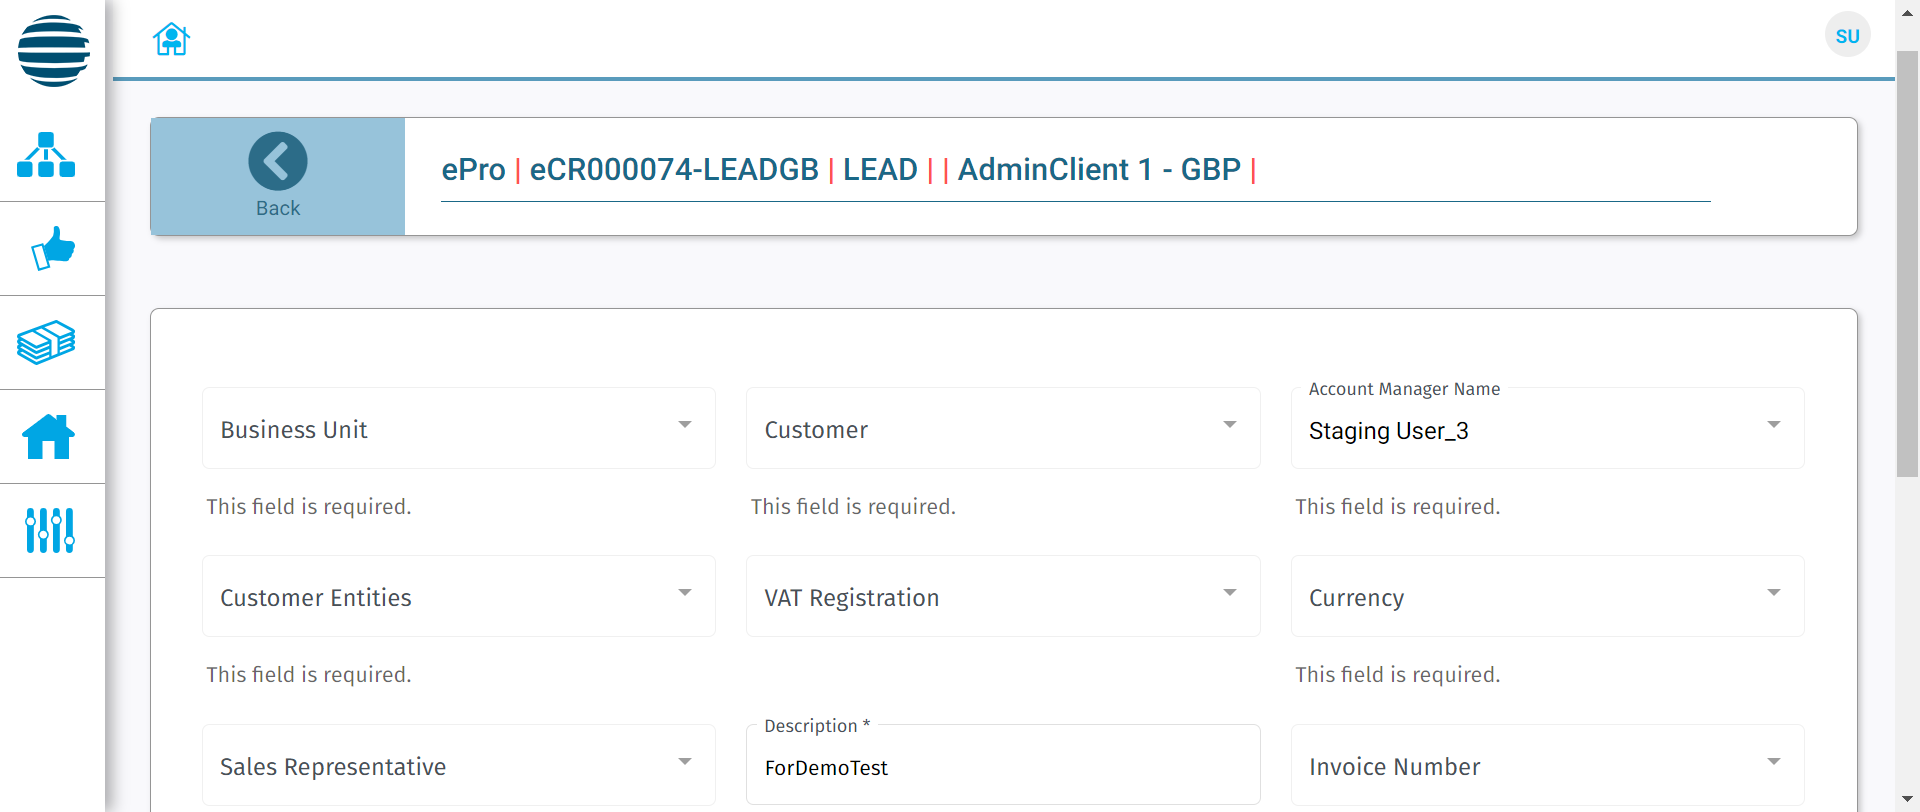 SU
ePro | eCR000074-LEADGB | LEAD | | AdminClient 1 - GBP |
Back
Account Manager Name
Business Unit
Customer
Staging User_3
This field is required.
This field is required.
This field is required.
Customer Entities
VAT Registration
Currency
This field is required.
This field is required.
Description *
Sales Representative
ForDemoTest
Invoice Number